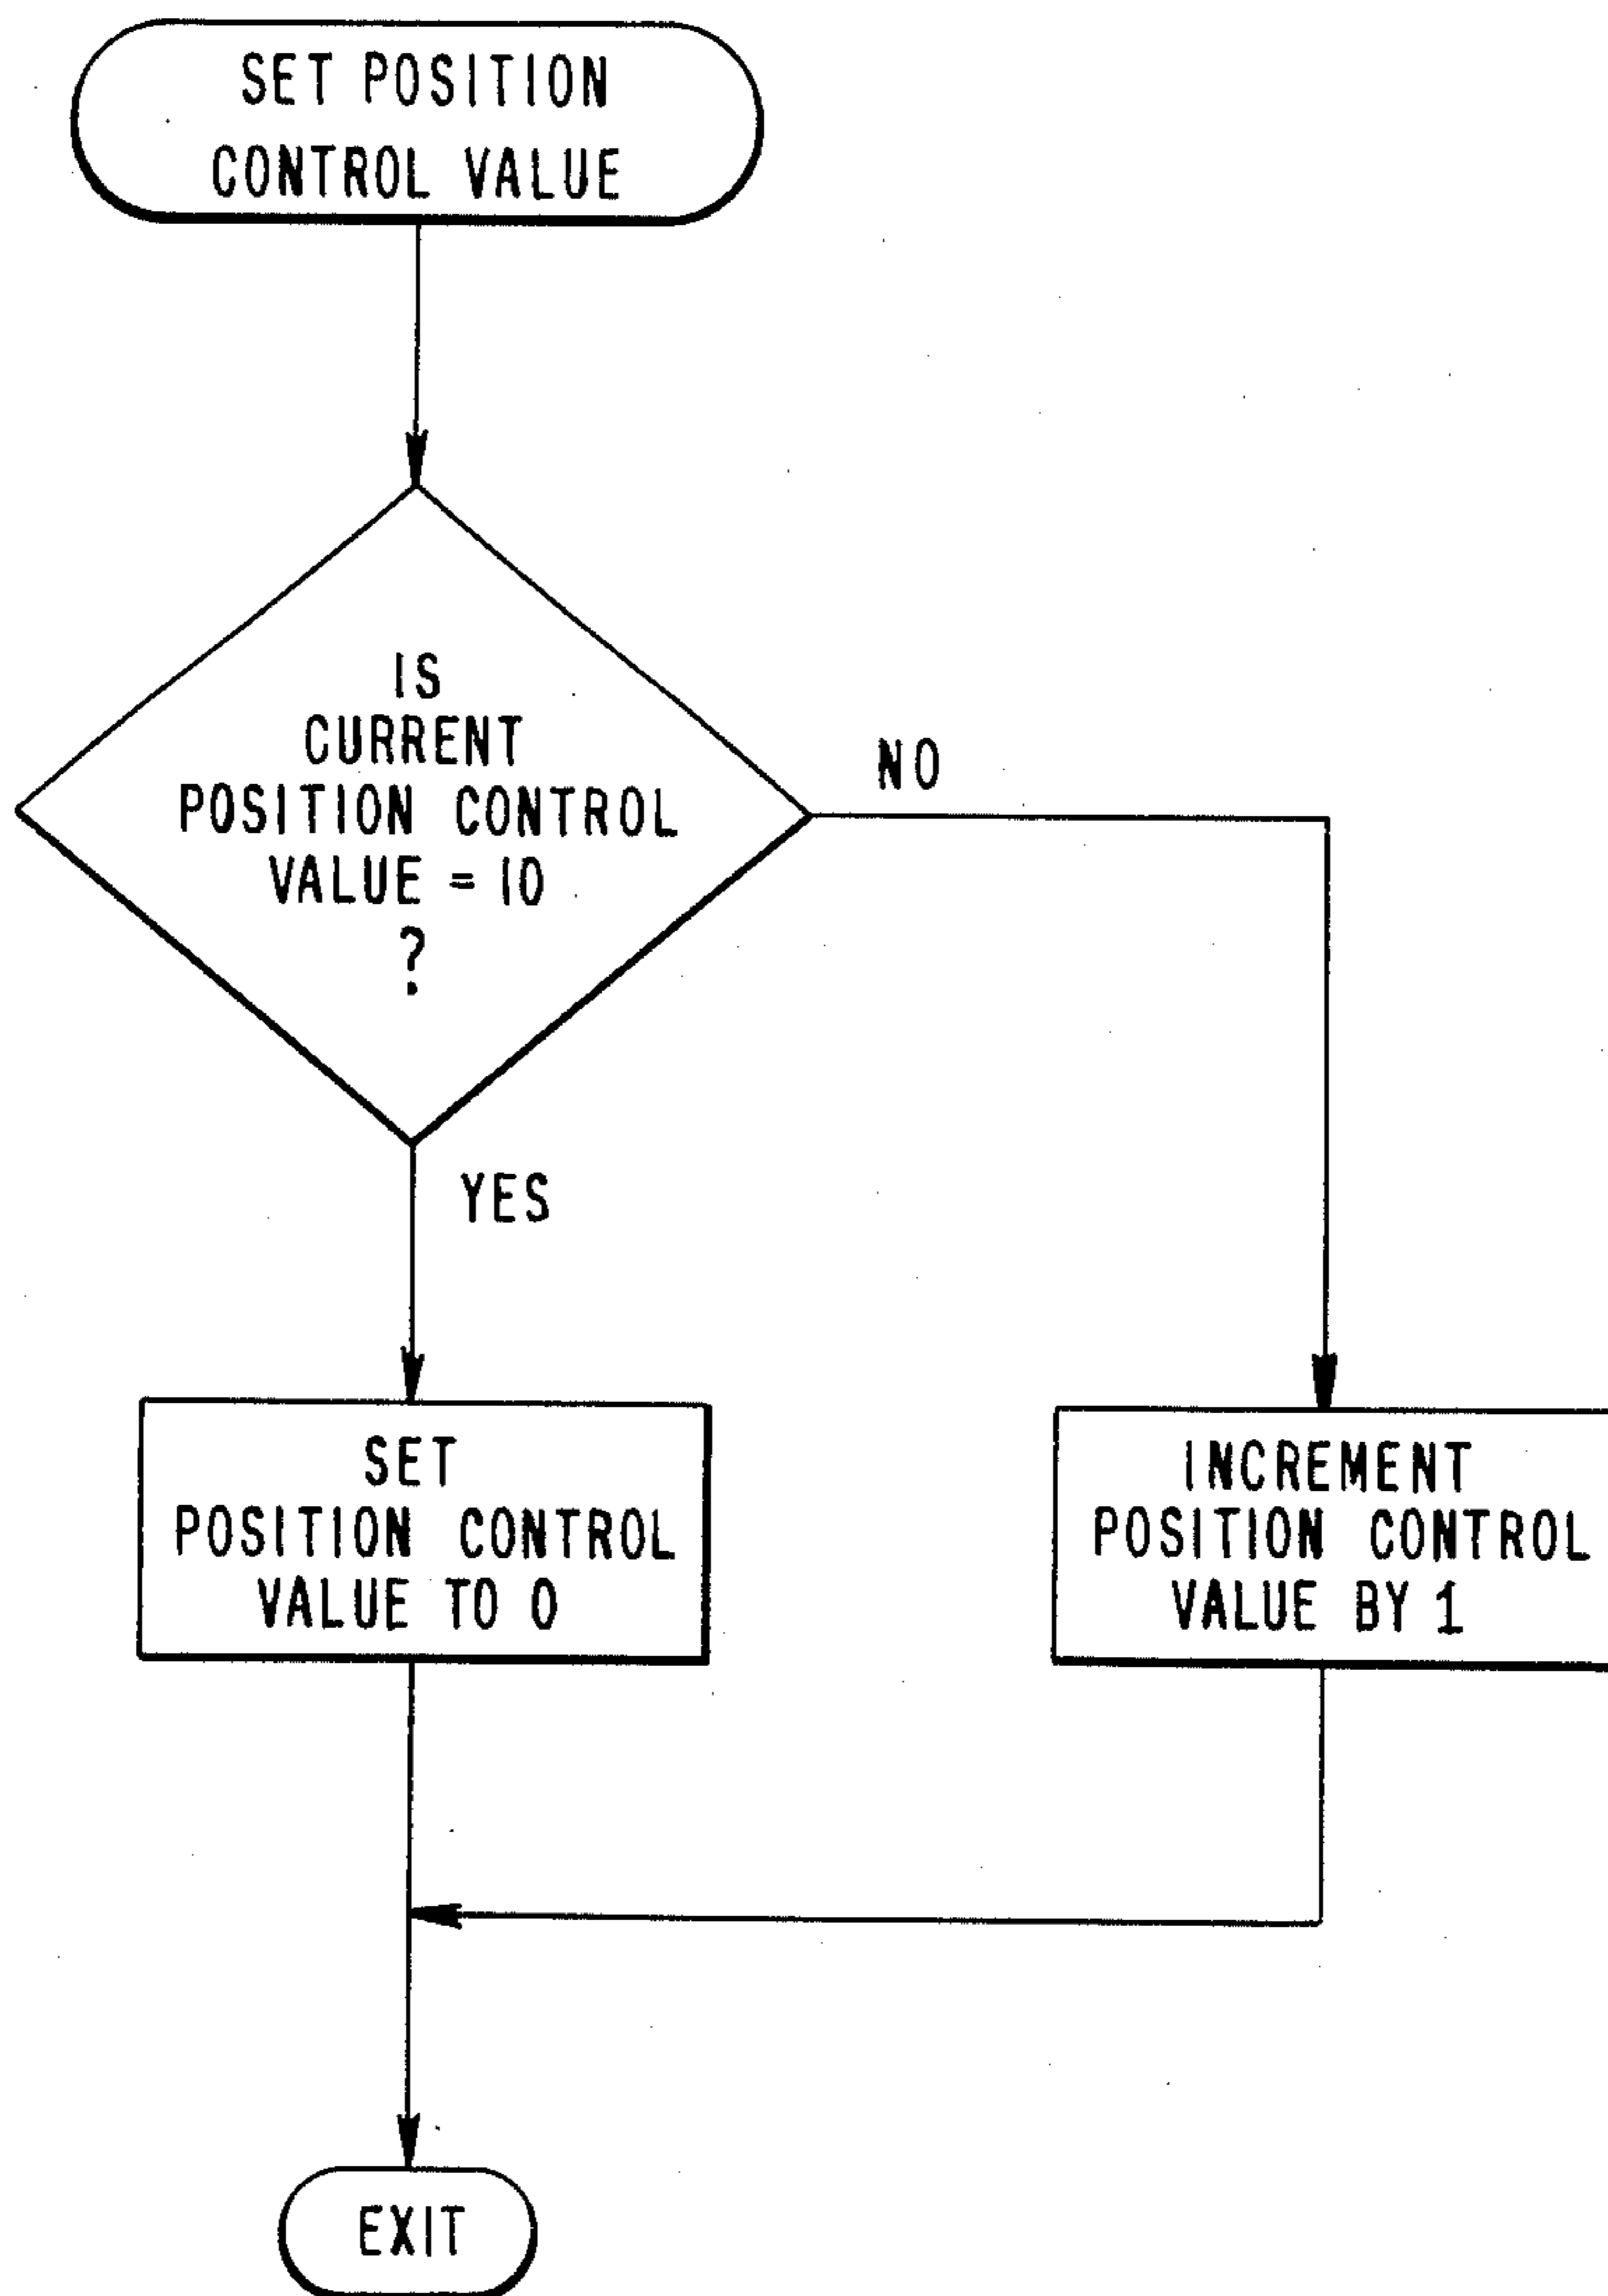 SET POSITION
CONTROL VALUE
IS
CURRENT
POSITION CONTROL
VALUE = 10
?
NO
YES
SET
POSITION CONTROL
VALUE TO 0
INCREMENT
POSITION CONTROL
VALUE BY 1
EXIT